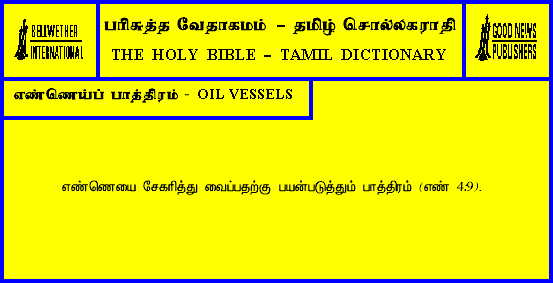 BELLWETHER
INTERNATIONAL
பரிசுத்த வேதாகமம் – தமிழ் சொல்லகராதி
THE HOLY BIBLE – TAMIL DICTIONARY
GOOD NEWS
PUBLISHERS
எண்ணெய்ப் பாத்திரம் - OIL VESSELS
எண்ணெயை சேகரித்து வைப்பதற்கு பயன்படுத்தும் பாத்திரம் (எண் 4:9).